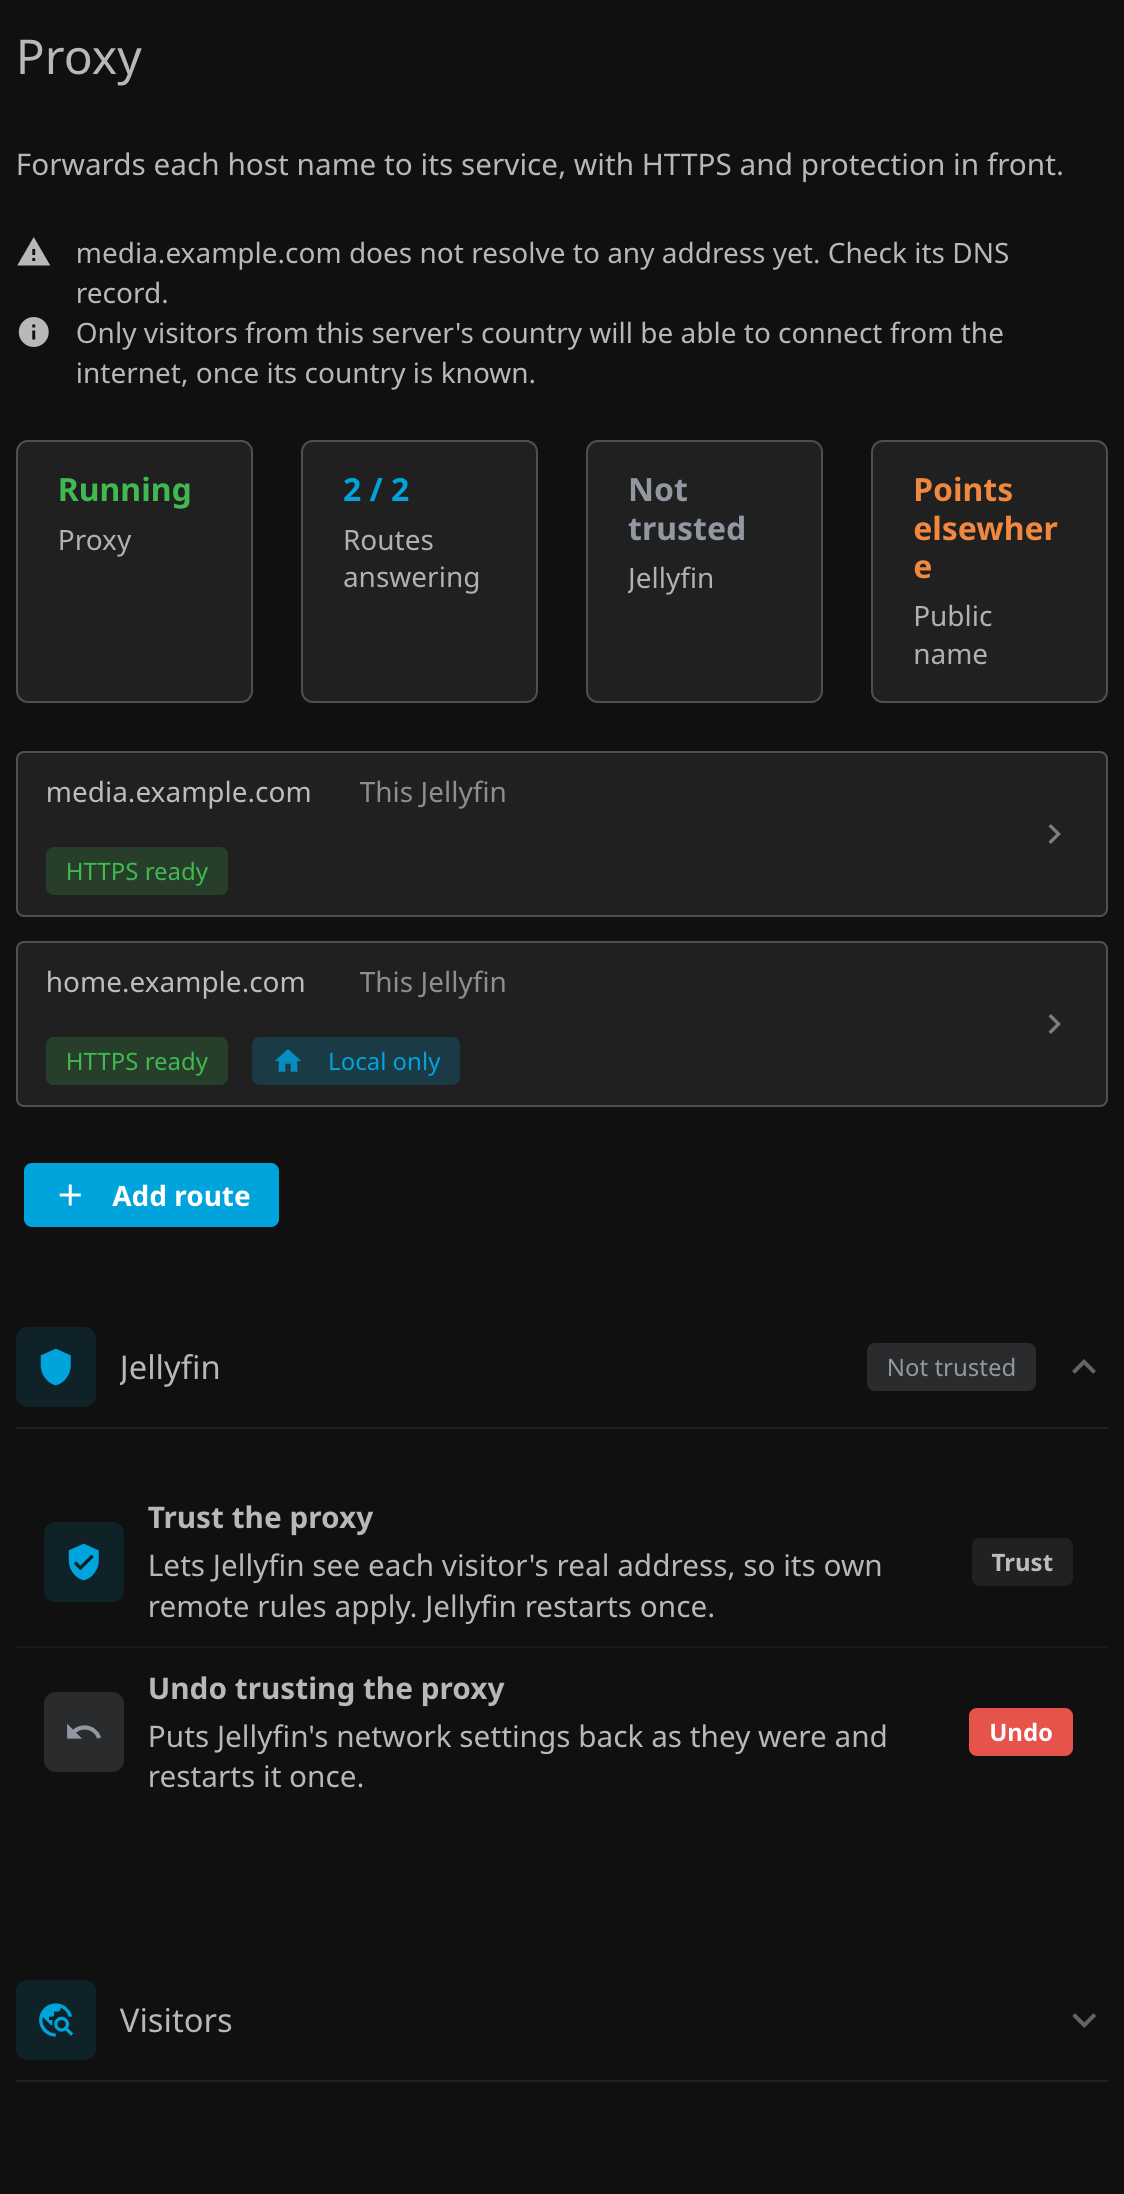 Proxy
Forwards each host name to its service, with HTTPS and protection in front.
media.example.com does not resolve to any address yet. Check its DNS
record.
Only visitors from this server's country will be able to connect from the
internet, once its country is known.
Running
Proxy
2 / 2
Routes
answering
Not
trusted
Jellyfin
Points
elsewher
e
Public
name
media.example.com This Jellyfin
HTTPS ready
home.example.com This Jellyfin
HTTPS ready Local only
Add route
Jellyfin Not trusted
Trust the proxy
Lets Jellyfin see each visitor's real address, so its own
remote rules apply. Jellyfin restarts once.
Trust
Undo trusting the proxy
Puts Jellyfin's network settings back as they were and
restarts it once.
Undo
Visitors